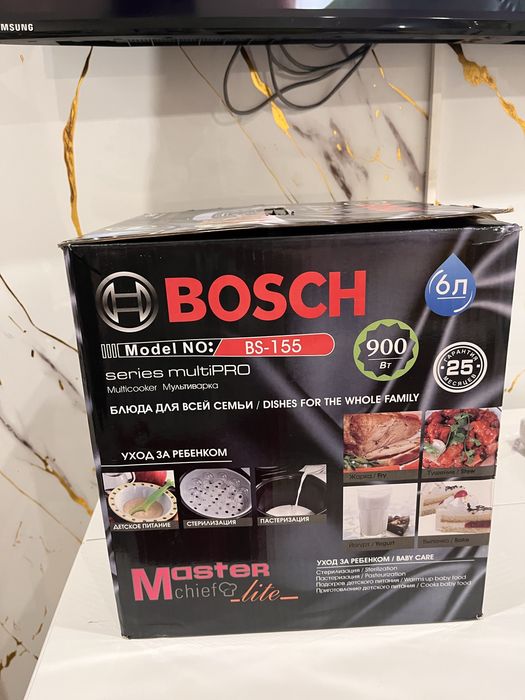 SAMSUNG
BOSCH
6л
Model NO: BS-155
series multiPRO
Multicooker Мультиварка
900
Вт
ГАРАНТИЯ
25
МЕСЯЦЕВ
БЛЮДА ДЛЯ ВСЕЙ СЕМЬИ / DISHES FOR THE WHOLE FAMILY
УХОД ЗА РЕБЕНКОМ
Жарка / Fry
Тушение / Stew
ДЕТСКОЕ ПИТАНИЕ
СТЕРИЛИЗАЦИЯ
ПАСТЕРИЗАЦИЯ
Йогурт / Yogurt
Выпечка / Bake
УХОД ЗА РЕБЕНКОМ / BABY CARE
Стерилизация / Sterilization
Пастеризация / Pasteurization
Подогрев детского питания / Warms up baby food
Приготовление детского питания / Cooks baby food
Master
chief
lite